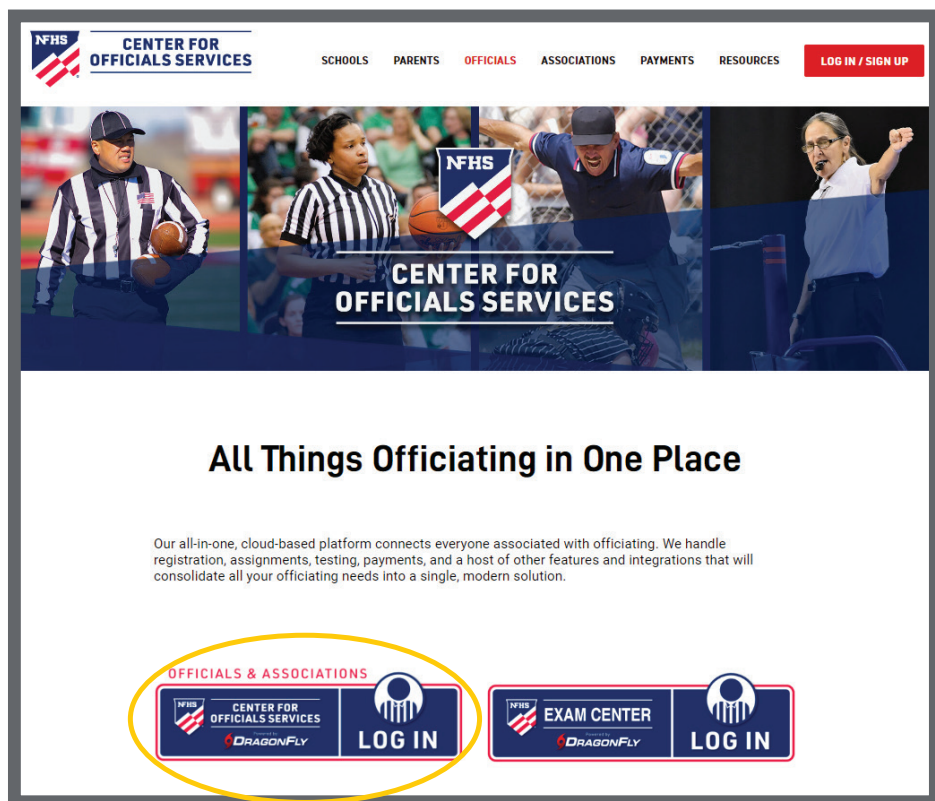 NFHS
CENTER FOR
OFFICIALS SERVICES
SCHOOLS PARENTS OFFICIALS ASSOCIATIONS PAYMENTS RESOURCES LOG IN / SIGN UP
NFHS
CENTER FOR
OFFICIALS SERVICES
All Things Officiating in One Place
Our all-in-one, cloud-based platform connects everyone associated with officiating. We handle
registration, assignments, testing, payments, and a host of other features and integrations that will
consolidate all your officiating needs into a single, modern solution.
OFFICIALS & ASSOCIATIONS
NFHS
CENTER FOR
OFFICIALS SERVICES
Powered by
DRAGONFLY
LOG IN
NFHS
EXAM CENTER
Powered by
DRAGONFLY
LOG IN